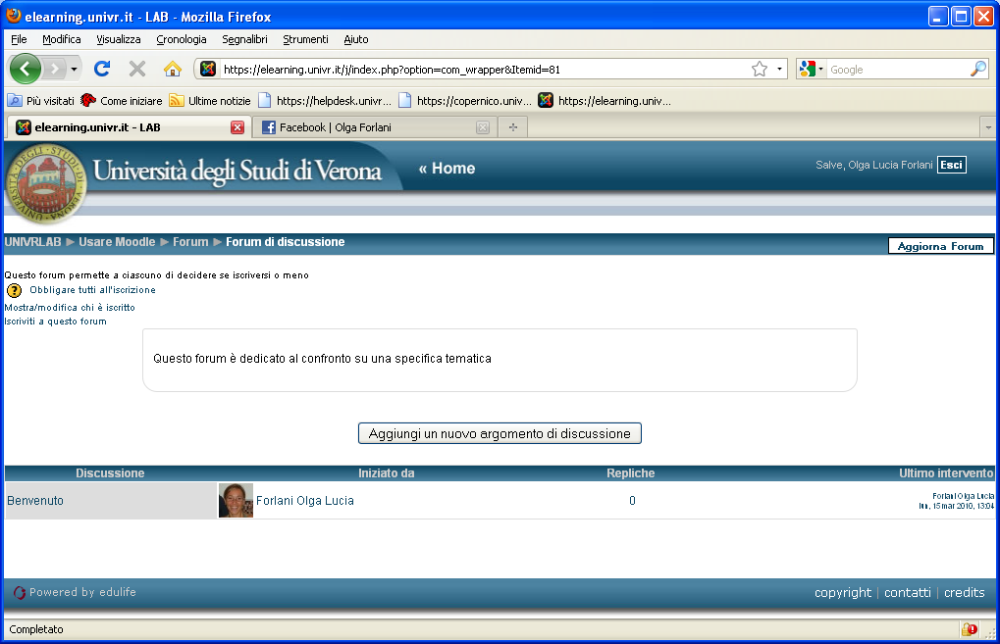 elearning.univr.it - LAB - Mozilla Firefox
File Modifica Visualizza Cronologia Segnalibri Strumenti Aiuto
https://elearning.univr.it/j/index.php?option=com_wrapper&Itemid=81 Google
Più visitati Come iniziare Ultime notizie https://helpdesk.univr... https://copernico.univ... https://elearning.univ...
elearning.univr.it - LAB Facebook | Olga Forlani
Università degli Studi di Verona « Home Salve, Olga Lucia Forlani Esci
UNIVRLAB ► Usare Moodle ► Forum ► Forum di discussione Aggiorna Forum
Questo forum permette a ciascuno di decidere se iscriversi o meno
? Obbligare tutti all'iscrizione
Mostra/modifica chi è iscritto
Iscriviti a questo forum
Questo forum è dedicato al confronto su una specifica tematica
Aggiungi un nuovo argomento di discussione
Discussione Iniziato da Repliche Ultimo intervento
Benvenuto Forlani Olga Lucia 0 Forlani Olga Lucia
lun, 15 mar 2010, 13:04
Powered by edulife copyright | contatti | credits
Completato